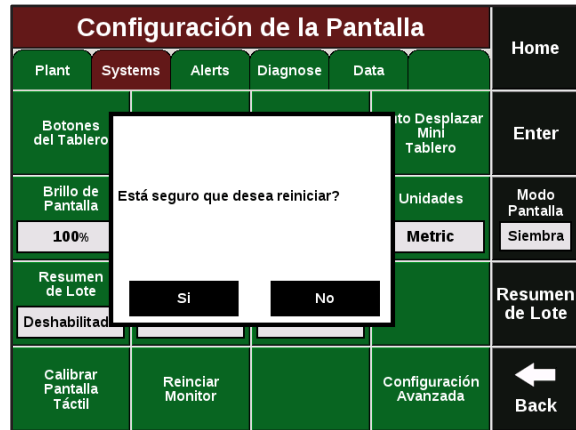 Configuración de la Pantalla
Home
Plant Systems Alerts Diagnose Data
Botones
del Tablero
Desplazar
Mini
Tablero
Enter
Está seguro que desea reiniciar?
Si No
Brillo de
Pantalla
100%
Unidades
Metric
Modo
Pantalla
Siembra
Resumen
de Lote
Resumen
de Lote
Calibrar
Pantalla
Táctil
Reinciar
Monitor
Configuración
Avanzada
Back